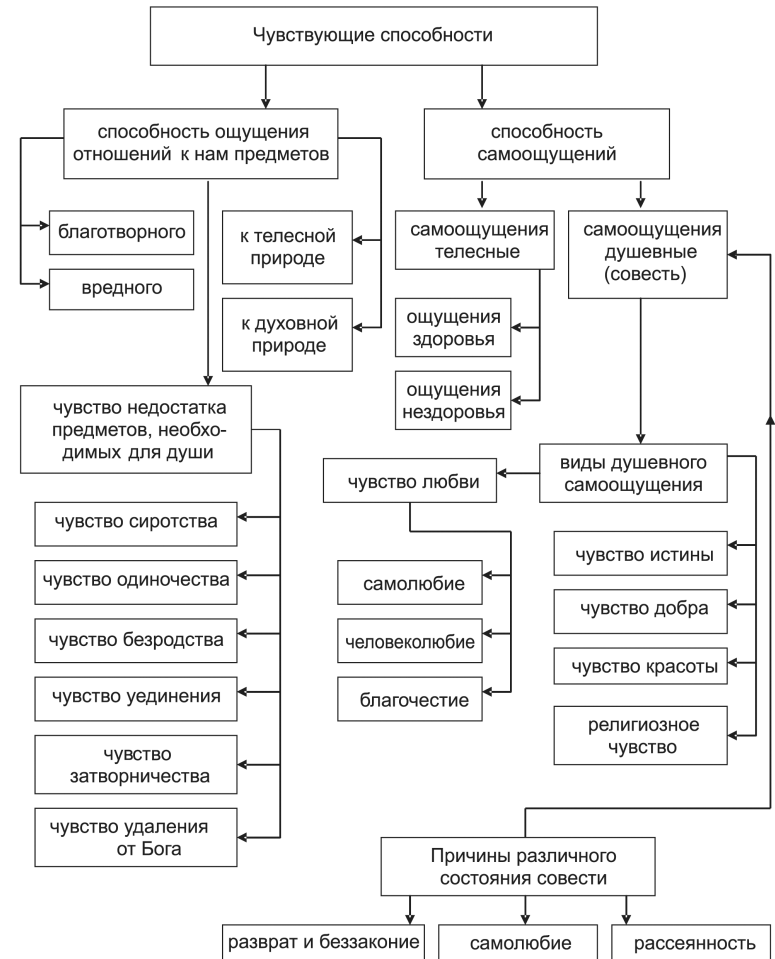 Чувствующие способности
способность ощущения
отношений к нам предметов
способность
самоощущений
благотворного
вредного
к телесной
природе
к духовной
природе
самоощущения
телесные
самоощущения
душевные
(совесть)
ощущения
здоровья
ощущения
нездоровья
чувство недостатка
предметов, необхо-
димых для души
чувство любви
виды душевного
самоощущения
чувство сиротства
чувство одиночества
чувство безродства
чувство уединения
чувство
затворничества
чувство удаления
от Бога
самолюбие
человеколюбие
благочестие
чувство истины
чувство добра
чувство красоты
религиозное
чувство
Причины различного
состояния совести
разврат и беззаконие
самолюбие
рассеянность